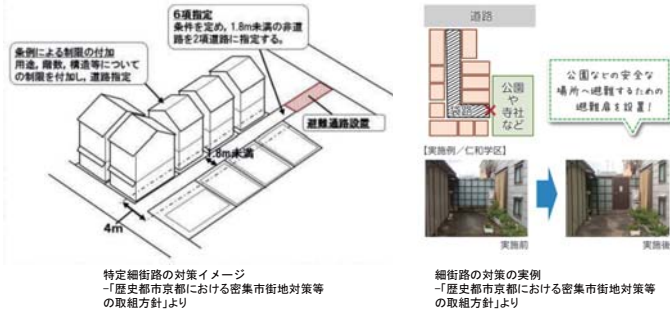 6項指定
条件を定め，1.8m未満の非道
路を2項道路に指定する。
条例による制限の付加
用途，階数，構造等について
の制限を付加し，道路指定
避難通路設置
1.8m未満
4m
特定細街路の対策イメージ
-「歴史都市京都における密集市街地対策等
の取組方針」より
道路
袋路
公園
や
寺社
など
公園などの安全な
場所へ避難するための
避難扉を設置！
【実施例／仁和学区】
実施前
実施後
細街路の対策の実例
-「歴史都市京都における密集市街地対策等
の取組方針」より